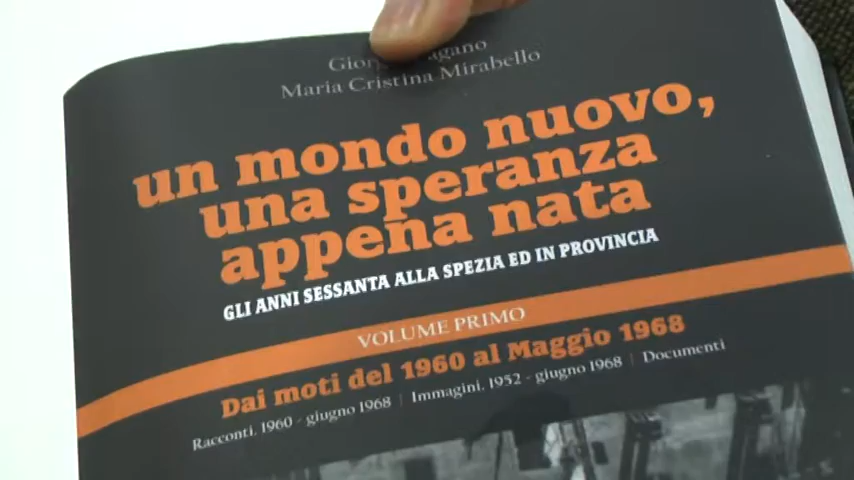 Maria Cristina Mirabello
un mondo nuovo,
una speranza
appena nata
GLI ANNI SESSANTA ALLA SPEZIA ED IN PROVINCIA
VOLUME PRIMO
Dai moti del 1960 al Maggio 1968
Racconti, 1960 - giugno 1968 | Immagini, 1952 - giugno 1968 | Documenti